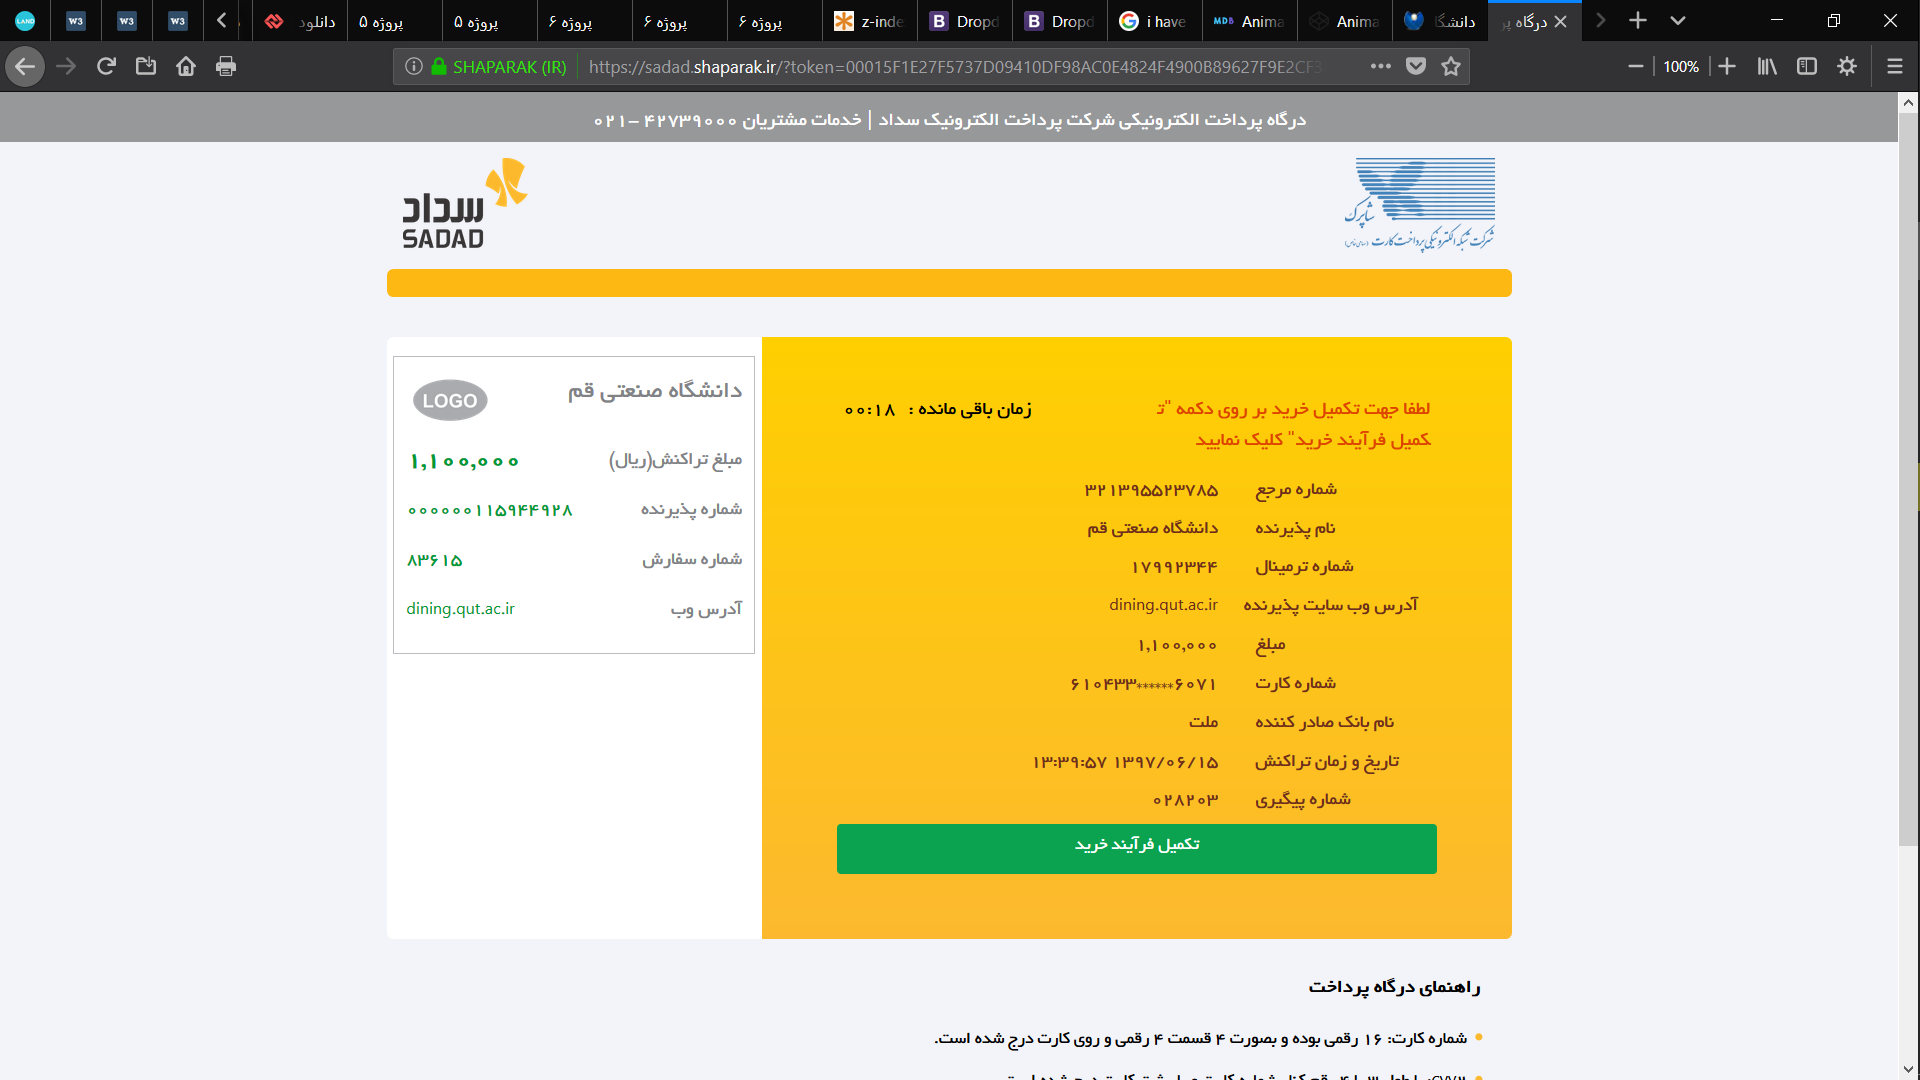 دانلود
پروژه ۵
پروژه ۵
پروژه ۶
پروژه ۶
پروژه ۶
z-inde
Dropd
Dropd
i have
Anima
Anima
دانشگا
درگاه پر
SHAPARAK (IR)
https://sadad.shaparak.ir/?token=00015F1E27F5737D09410DF98AC0E4824F4900B89627F9E2CF3
100%
درگاه پرداخت الکترونیکی شرکت پرداخت الکترونیک سداد | خدمات مشتریان ۴۲۷۳۹۰۰۰ -۰۲۱
سداد
SADAD
شاپرک
شرکت شبکه الکترونیکی پرداخت کارت
دانشگاه صنعتی قم
LOGO
مبلغ تراکنش(ریال) ۱,۱۰۰,۰۰۰
شماره پذیرنده ۰۰۰۰۰۰۱۱۵۹۴۴۹۲۸
شماره سفارش ۸۳۶۱۵
آدرس وب dining.qut.ac.ir
لطفا جهت تکمیل خرید بر روی دکمه "ت
کمیل فرآیند خرید" کلیک نمایید
زمان باقی مانده : ۰۰:۱۸
شماره مرجع ۳۲۱۳۹۵۵۲۳۷۸۵
نام پذیرنده دانشگاه صنعتی قم
شماره ترمینال ۱۷۹۹۲۳۴۴
آدرس وب سایت پذیرنده dining.qut.ac.ir
مبلغ ۱,۱۰۰,۰۰۰
شماره کارت ۶۱۰۴۳۳******۶۰۷۱
نام بانک صادر کننده ملت
تاریخ و زمان تراکنش ۱۳۹۷/۰۶/۱۵ ۱۳:۳۹:۵۷
شماره پیگیری ۰۲۸۲۰۳
تکمیل فرآیند خرید
راهنمای درگاه پرداخت
شماره کارت: ۱۶ رقمی بوده و بصورت ۴ قسمت ۴ رقمی و روی کارت درج شده است.